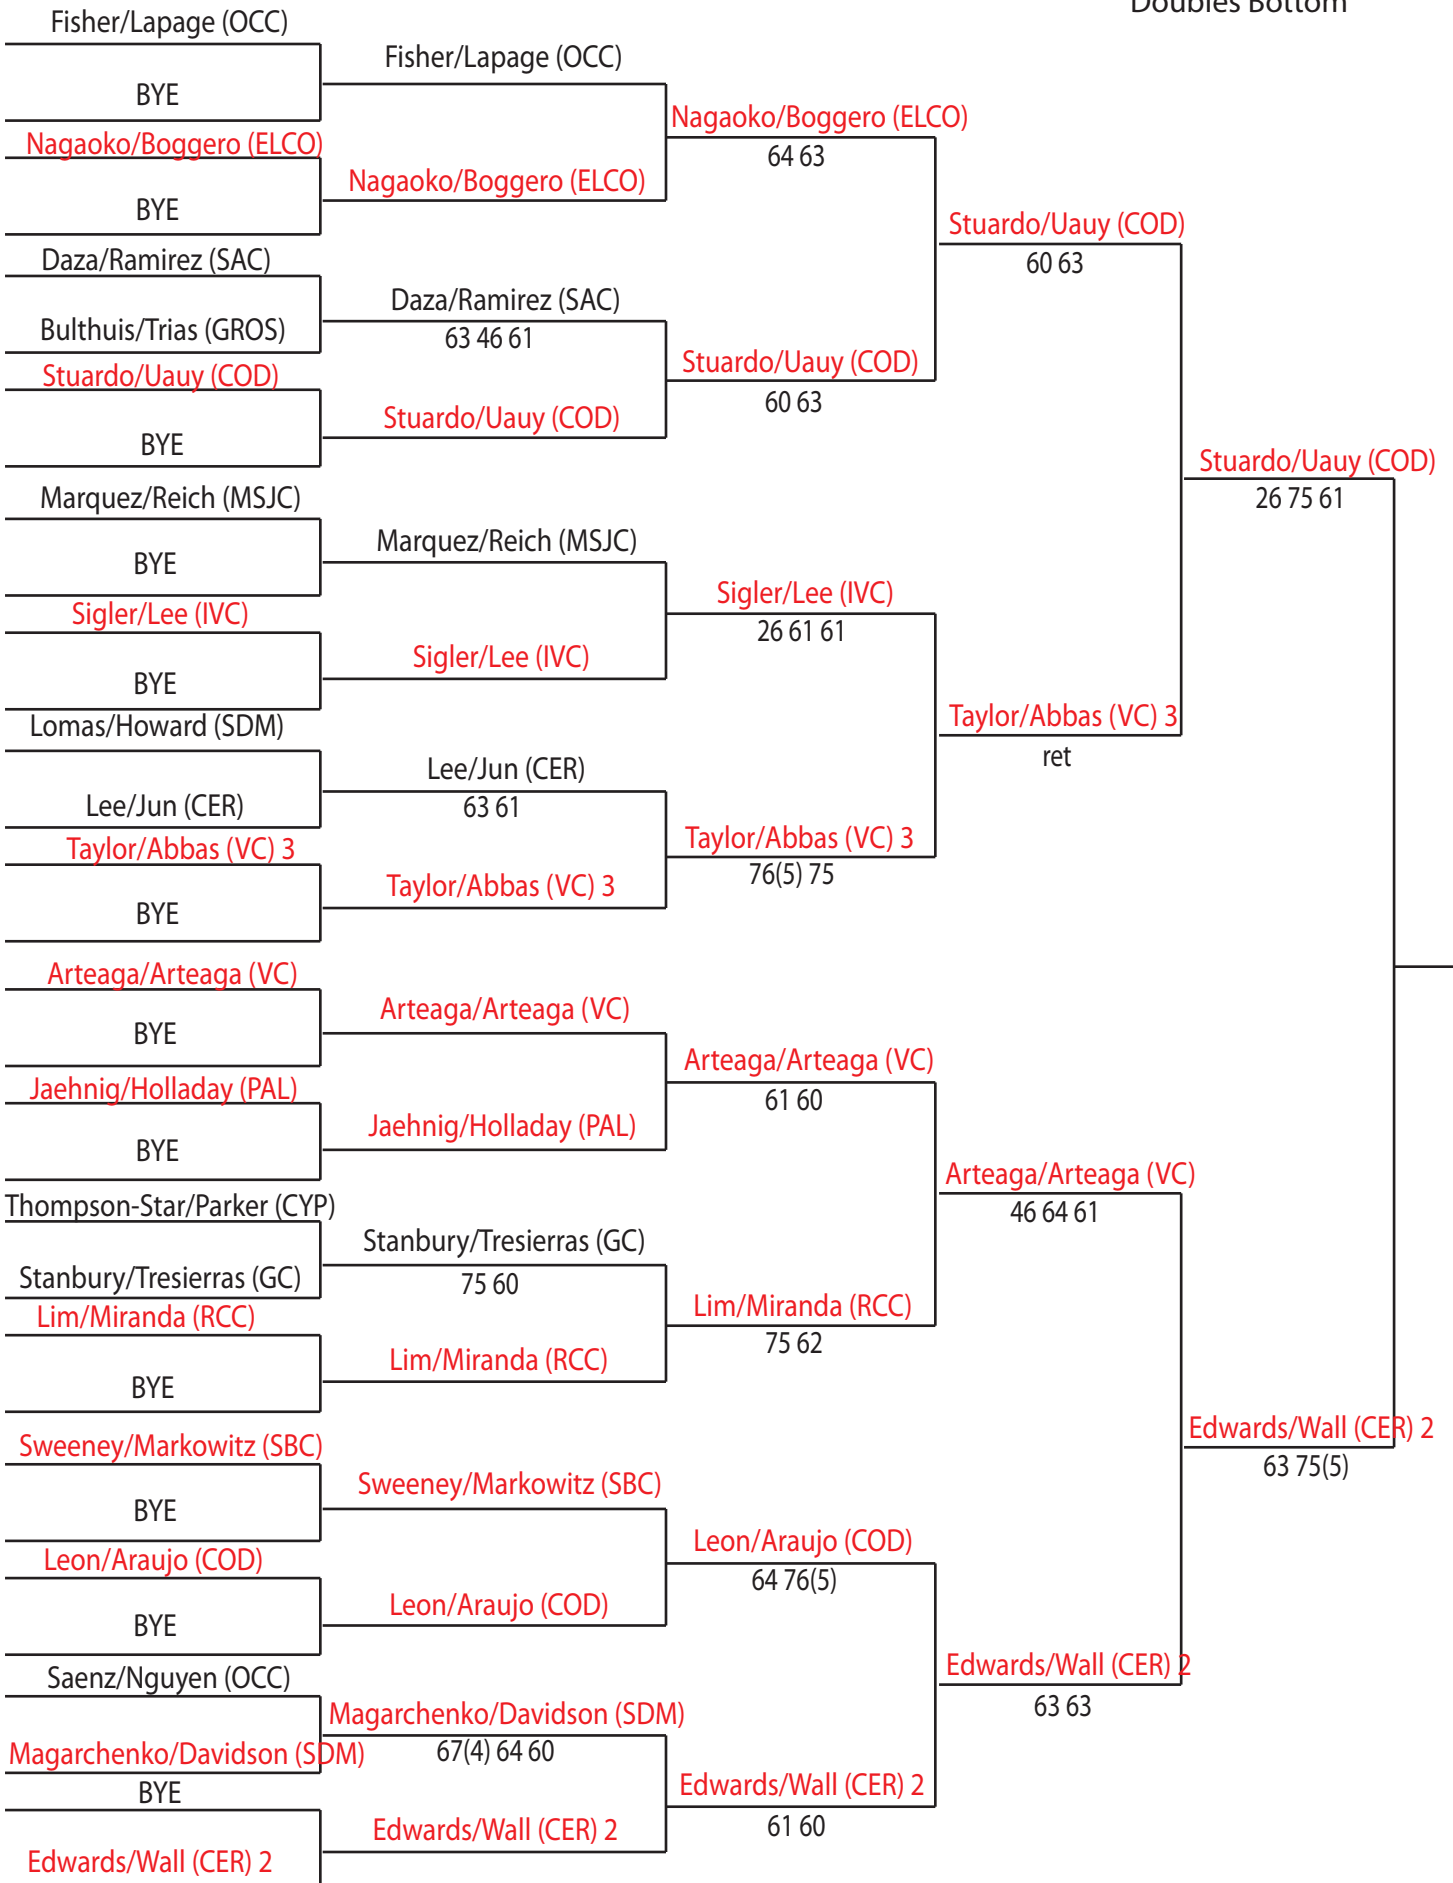 Doubles Bottom
Fisher/Lapage (OCC)
BYE
Nagaoko/Boggero (ELCO)
BYE
Daza/Ramirez (SAC)
Bulthuis/Trias (GROS)
Stuardo/Uauy (COD)
BYE
Marquez/Reich (MSJC)
BYE
Sigler/Lee (IVC)
BYE
Lomas/Howard (SDM)
Lee/Jun (CER)
Taylor/Abbas (VC) 3
BYE
Arteaga/Arteaga (VC)
BYE
Jaehnig/Holladay (PAL)
BYE
Thompson-Star/Parker (CYP)
Stanbury/Tresierras (GC)
Lim/Miranda (RCC)
BYE
Sweeney/Markowitz (SBC)
BYE
Leon/Araujo (COD)
BYE
Saenz/Nguyen (OCC)
Magarchenko/Davidson (SDM)
BYE
Edwards/Wall (CER) 2
Fisher/Lapage (OCC)
Nagaoko/Boggero (ELCO)
Daza/Ramirez (SAC)
63 46 61
Stuardo/Uauy (COD)
Marquez/Reich (MSJC)
Sigler/Lee (IVC)
Lee/Jun (CER)
63 61
Taylor/Abbas (VC) 3
Arteaga/Arteaga (VC)
Jaehnig/Holladay (PAL)
Stanbury/Tresierras (GC)
75 60
Lim/Miranda (RCC)
Sweeney/Markowitz (SBC)
Leon/Araujo (COD)
Magarchenko/Davidson (SDM)
67(4) 64 60
Edwards/Wall (CER) 2
Nagaoko/Boggero (ELCO)
64 63
Stuardo/Uauy (COD)
60 63
Sigler/Lee (IVC)
26 61 61
Taylor/Abbas (VC) 3
76(5) 75
Arteaga/Arteaga (VC)
61 60
Lim/Miranda (RCC)
75 62
Leon/Araujo (COD)
64 76(5)
Edwards/Wall (CER) 2
61 60
Stuardo/Uauy (COD)
60 63
Taylor/Abbas (VC) 3
ret
Arteaga/Arteaga (VC)
46 64 61
Edwards/Wall (CER) 2
63 63
Stuardo/Uauy (COD)
26 75 61
Edwards/Wall (CER) 2
63 75(5)